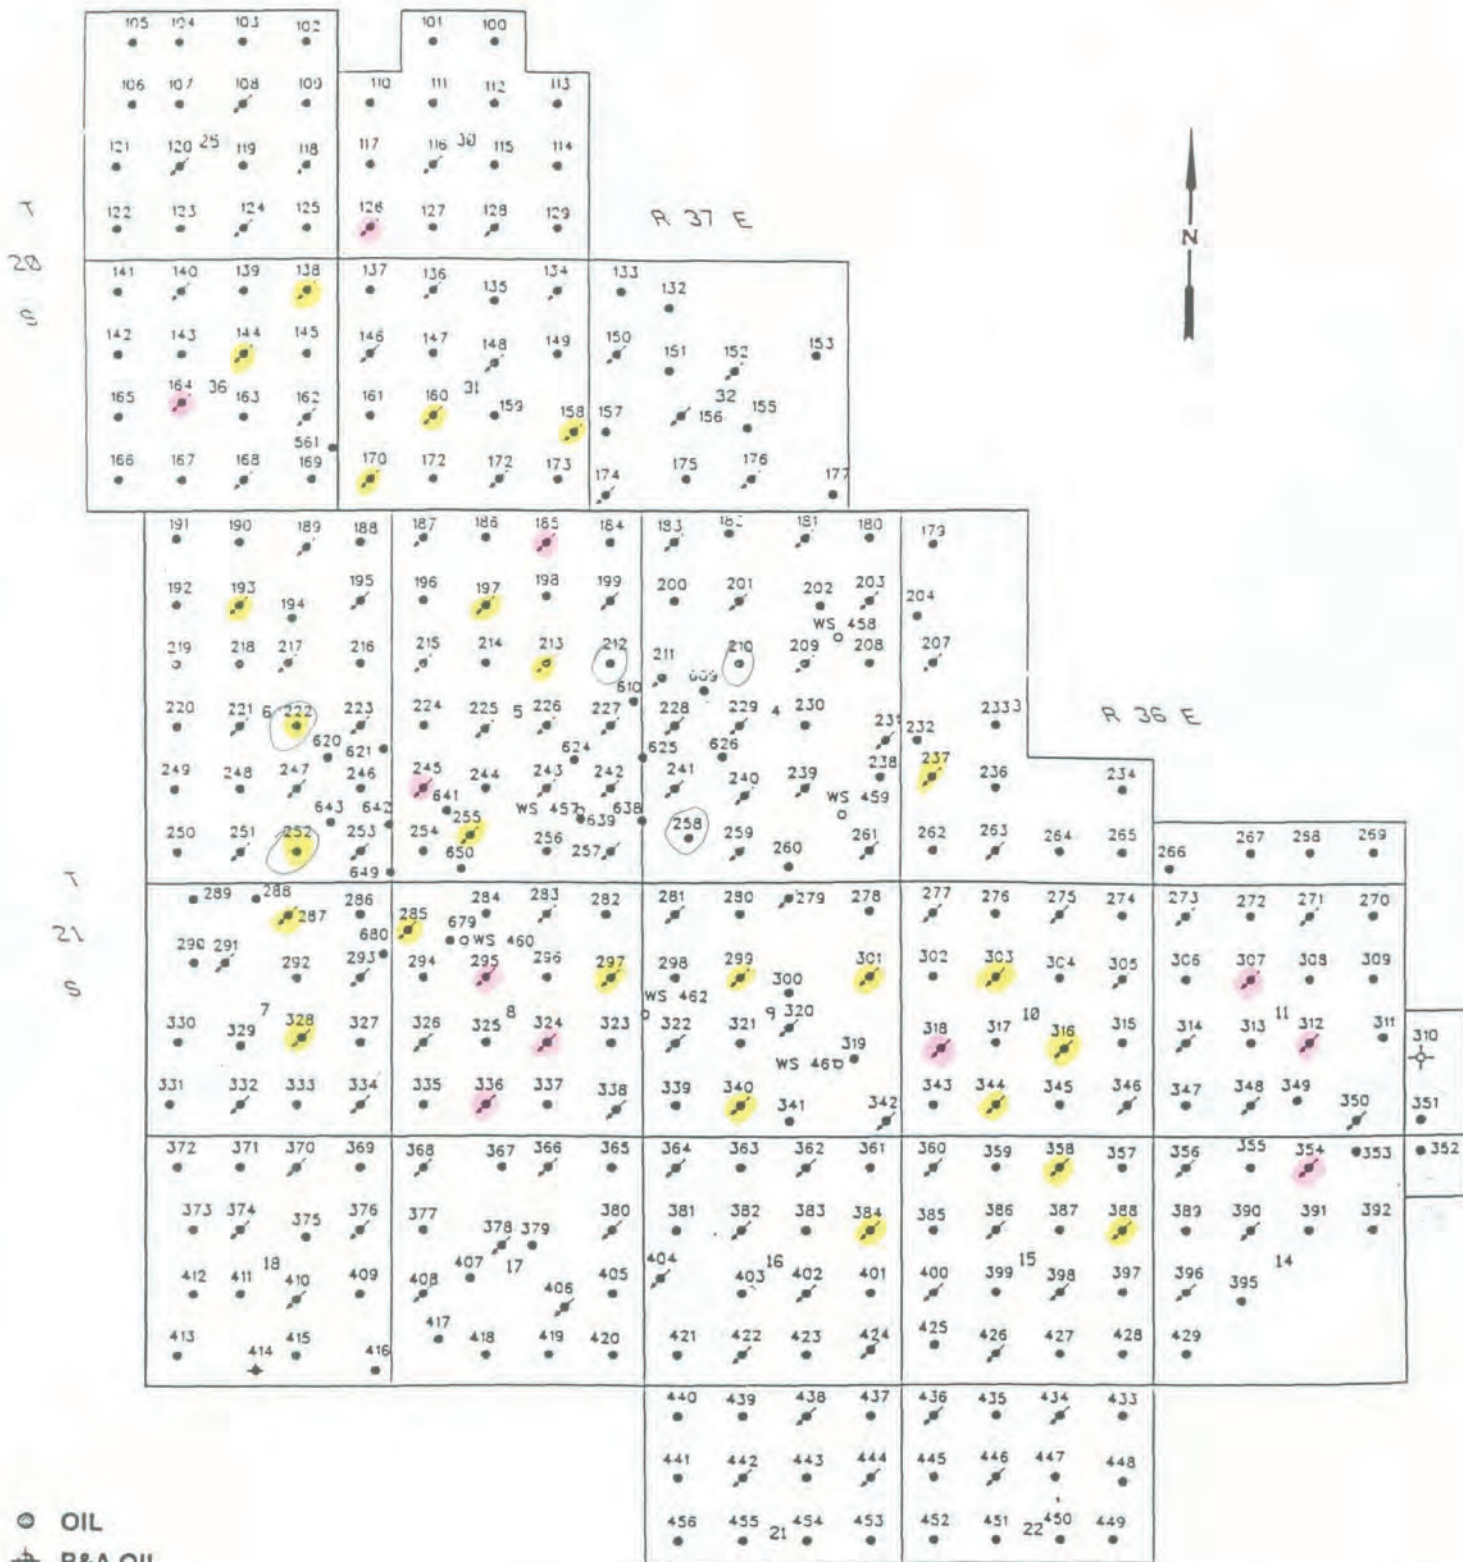 105 104 103 102 101 100
106 107 108 109 110 111 112 113
121 120 25 119 118 117 116 30 115 114
122 123 124 125 126 127 128 129
T
R 37 E
N
20
S
141 140 139 138 137 136 135 134 133 132
142 143 144 145 146 147 148 149 150 151 152 153
165 164 36 163 162 161 160 31 159 158 157 156 32 155
561
166 167 168 169 170 172 172 173 174 175 176 177
191 190 189 188 187 186 185 184 183 181 180 179
192 193 194 195 196 197 198 199 200 201 202 203 204
WS 458
219 218 217 216 215 214 213 212 211 210 209 208 207
610 609
220 221 6 222 223 224 225 5 226 227 228 229 4 230 231 232 2333
R 36 E
620 621 624 625 626
249 248 247 246 245 244 243 242 241 240 239 238 237 236 234
643 642 641 WS 457 639 638 WS 459
250 251 252 253 254 255 256 257 258 259 260 261 262 263 264 265 266 267 268 269
649 650
T
21
S
289 288 287 286 285 284 283 282 281 280 279 278 277 276 275 274 273 272 271 270
680 679 WS 460
290 291 292 293 294 295 296 297 298 299 300 301 302 303 304 305 306 307 308 309
WS 462
330 329 7 328 327 326 325 8 324 323 322 321 9 320 319 318 317 10 316 315 314 313 11 312 311 310
WS 461
331 332 333 334 335 336 337 338 339 340 341 342 343 344 345 346 347 348 349 350 351
372 371 370 369 368 367 366 365 364 363 362 361 360 359 358 357 356 355 354 353 352
373 374 375 376 377 378 379 380 381 382 383 384 385 386 387 388 389 390 391 392
412 411 18 410 409 408 407 17 406 405 404 403 16 402 401 400 399 15 398 397 396 395 14
413 414 415 416 417 418 419 420 421 422 423 424 425 426 427 428 429
440 439 438 437 436 435 434 433
441 442 443 444 445 446 447 448
456 455 21 454 453 452 451 22 450 449
OIL
P&A OIL